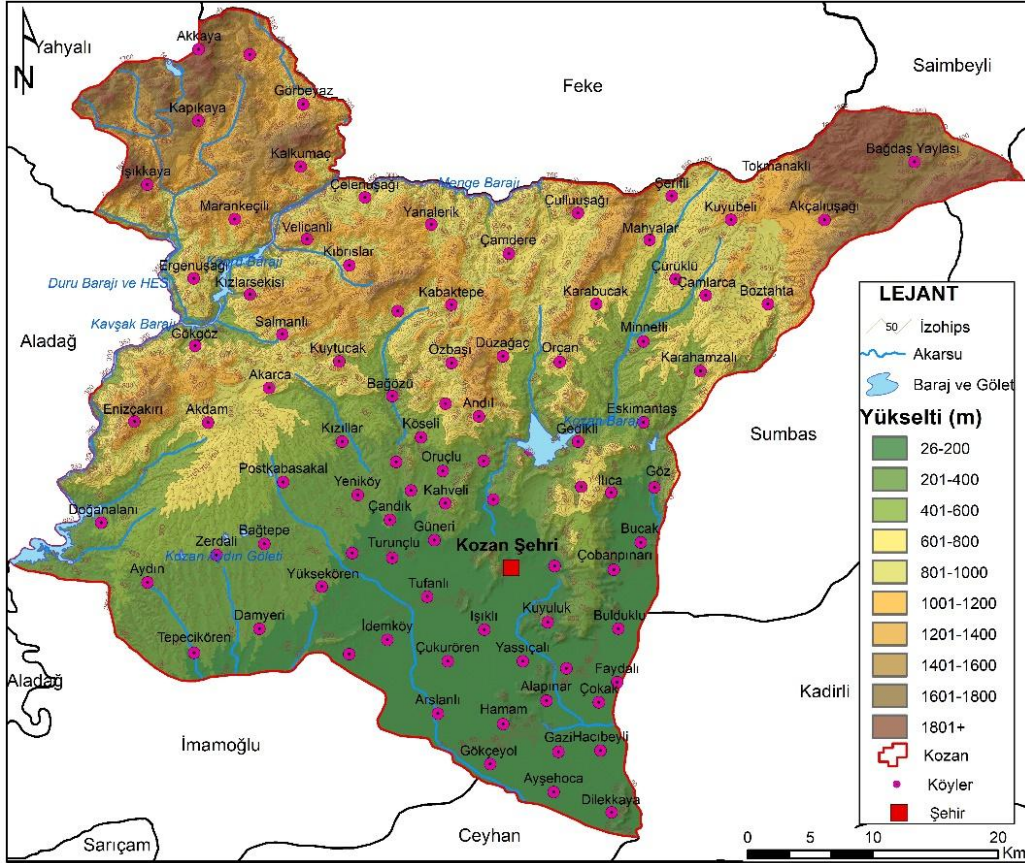 Yahyalı
N
Akkaya
Feke
Saimbeyli
Görbeyaz
Kapıkaya
Kalkumaç
Işıkkaya
Bağdaş Yaylası
Tokmanaklı
Çelenuşağı
Menge Barajı
Şerifli
Marankeçili
Yanalerik
Çulluuşağı
Kuyubeli
Akçalıuşağı
Velicanlı
Mahyalar
Kıbrıslar
Çamdere
Ergenuşağı
Köprü Barajı
Duru Barajı ve HES
Kızlarsekisi
Çürüklü
Çamlarca
Kabaktepe
Karabucak
Boztahta
Kavşak Barajı
Gökgöz
Salmanlı
Aladağ
Minnetli
Kuytucak
Özbaşı
Düzağaç
Orçan
Karahamzalı
Akarca
Bağözü
Enizçakırı
Akdam
Andıl
Eskimantaş
Kozan Barajı
Sumbas
Kızıllar
Köseli
Gedikli
Oruçlu
Postkabasakal
Yeniköy
Kahveli
Ilıca
Göz
Doğanalanı
Çandık
Güneri
Bucak
Bağtepe
Zerdali
Kozan Aydın Göleti
Turunçlu
Kozan Şehri
Çobanpınarı
Aydın
Yüksekören
Tufanlı
Damyeri
Işıklı
Kuyuluk
Bulduklu
Tepecikören
İdemköy
Çukurören
Yassıçalı
Aladağ
Faydalı
Alapınar
Çokak
Kadirli
Arslanlı
Hamam
İmamoğlu
Gazi
Hacıbeyli
Gökçeyol
Ayşehoca
Dilekkaya
Ceyhan
Sarıçam
LEJANT
50 İzohips
Akarsu
Baraj ve Gölet
Yükselti (m)
26-200
201-400
401-600
601-800
801-1000
1001-1200
1201-1400
1401-1600
1601-1800
1801+
Kozan
Köyler
Şehir
0 5 10 20
Km